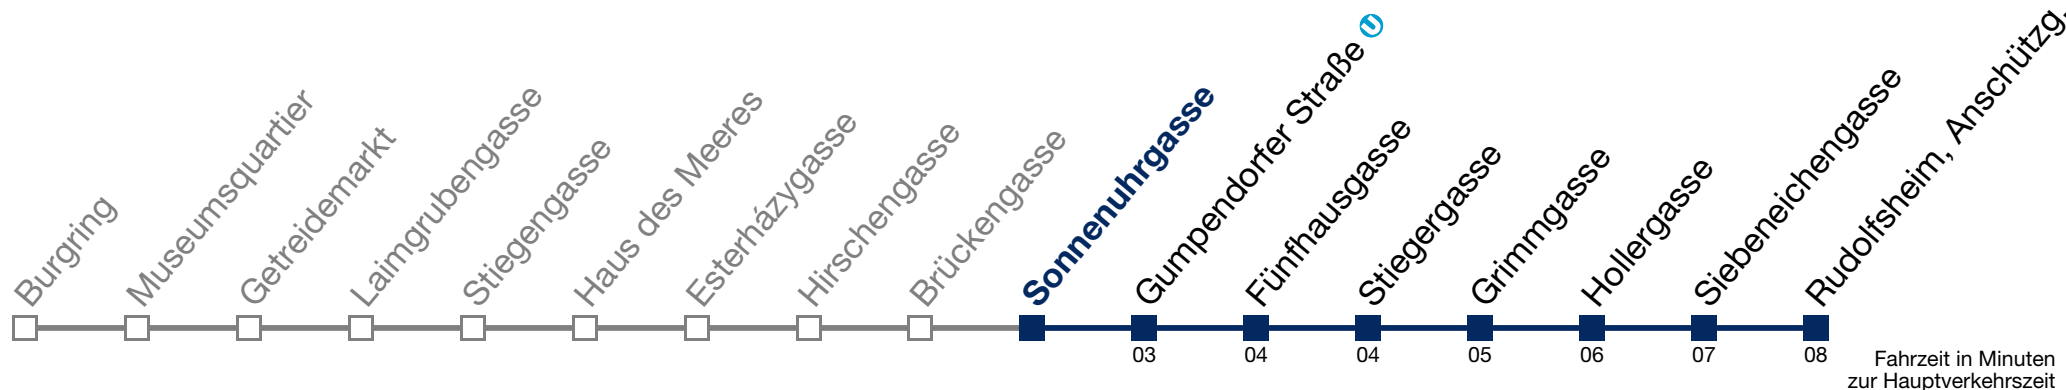 Burgring
Museumsquartier
Getreidemarkt
Laimgrubengasse
Stiegengasse
Haus des Meeres
Esterházygasse
Hirschengasse
Brückengasse
Sonnenuhrgasse
Gumpendorfer Straße U
Fünfhausgasse
Stiegergasse
Grimmgasse
Hollergasse
Siebeneichengasse
Rudolfsheim, Anschützg.
03
04
04
05
06
07
08
Fahrzeit in Minuten
zur Hauptverkehrszeit